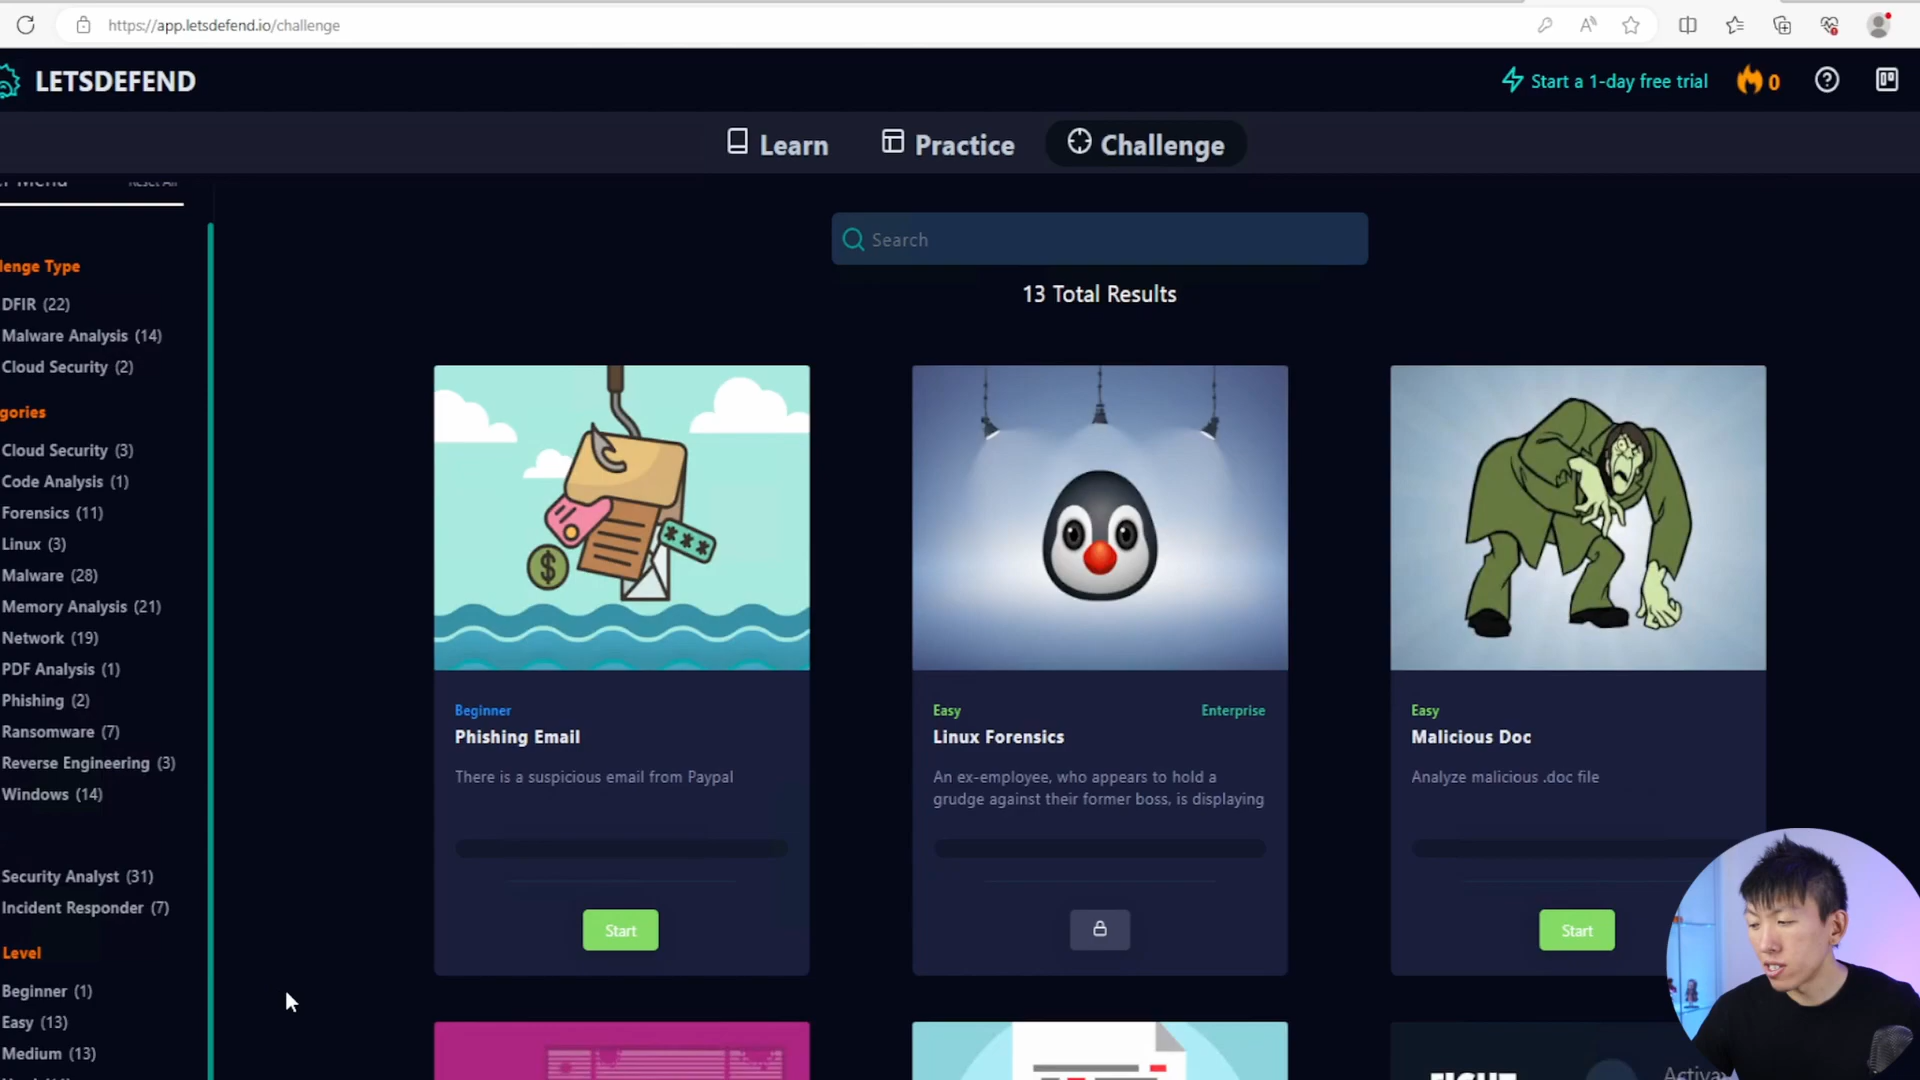 https://app.letsdefend.io/challenge
LETSDEFEND
Start a 1-day free trial
0
Learn
Practice
Challenge
Menu
Reset All
Search
13 Total Results
lenge Type
DFIR (22)
Malware Analysis (14)
Cloud Security (2)
gories
Cloud Security (3)
Code Analysis (1)
Forensics (11)
Linux (3)
Malware (28)
Memory Analysis (21)
Network (19)
PDF Analysis (1)
Phishing (2)
Ransomware (7)
Reverse Engineering (3)
Windows (14)
Security Analyst (31)
Incident Responder (7)
Level
Beginner (1)
Easy (13)
Medium (13)
$
***
Beginner
Phishing Email
There is a suspicious email from Paypal
Start
Easy
Enterprise
Linux Forensics
An ex-employee, who appears to hold a
grudge against their former boss, is displaying
Easy
Malicious Doc
Analyze malicious .doc file
Start